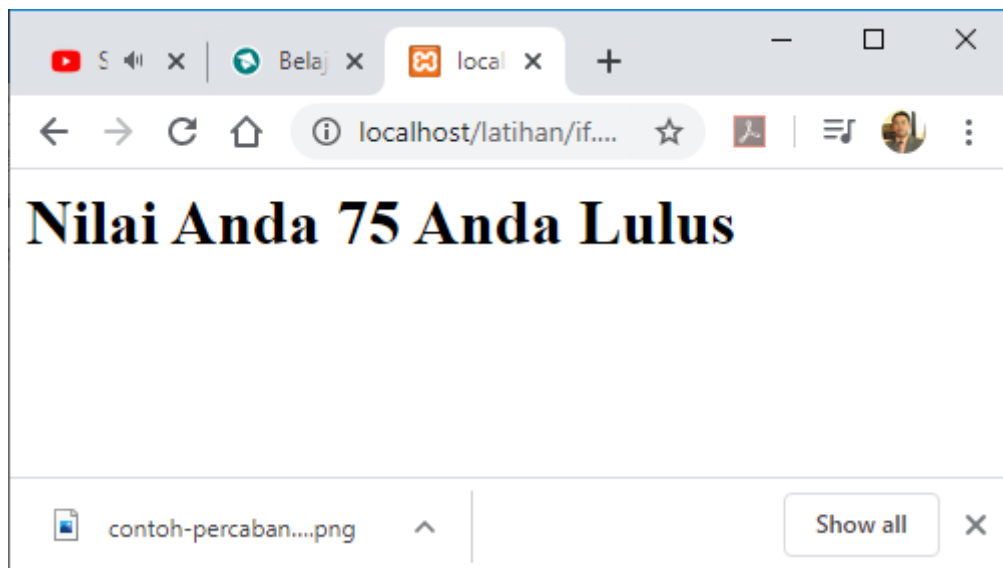 S
Belaj
local
localhost/latihan/if....
Nilai Anda 75 Anda Lulus
contoh-percaban....png
Show all